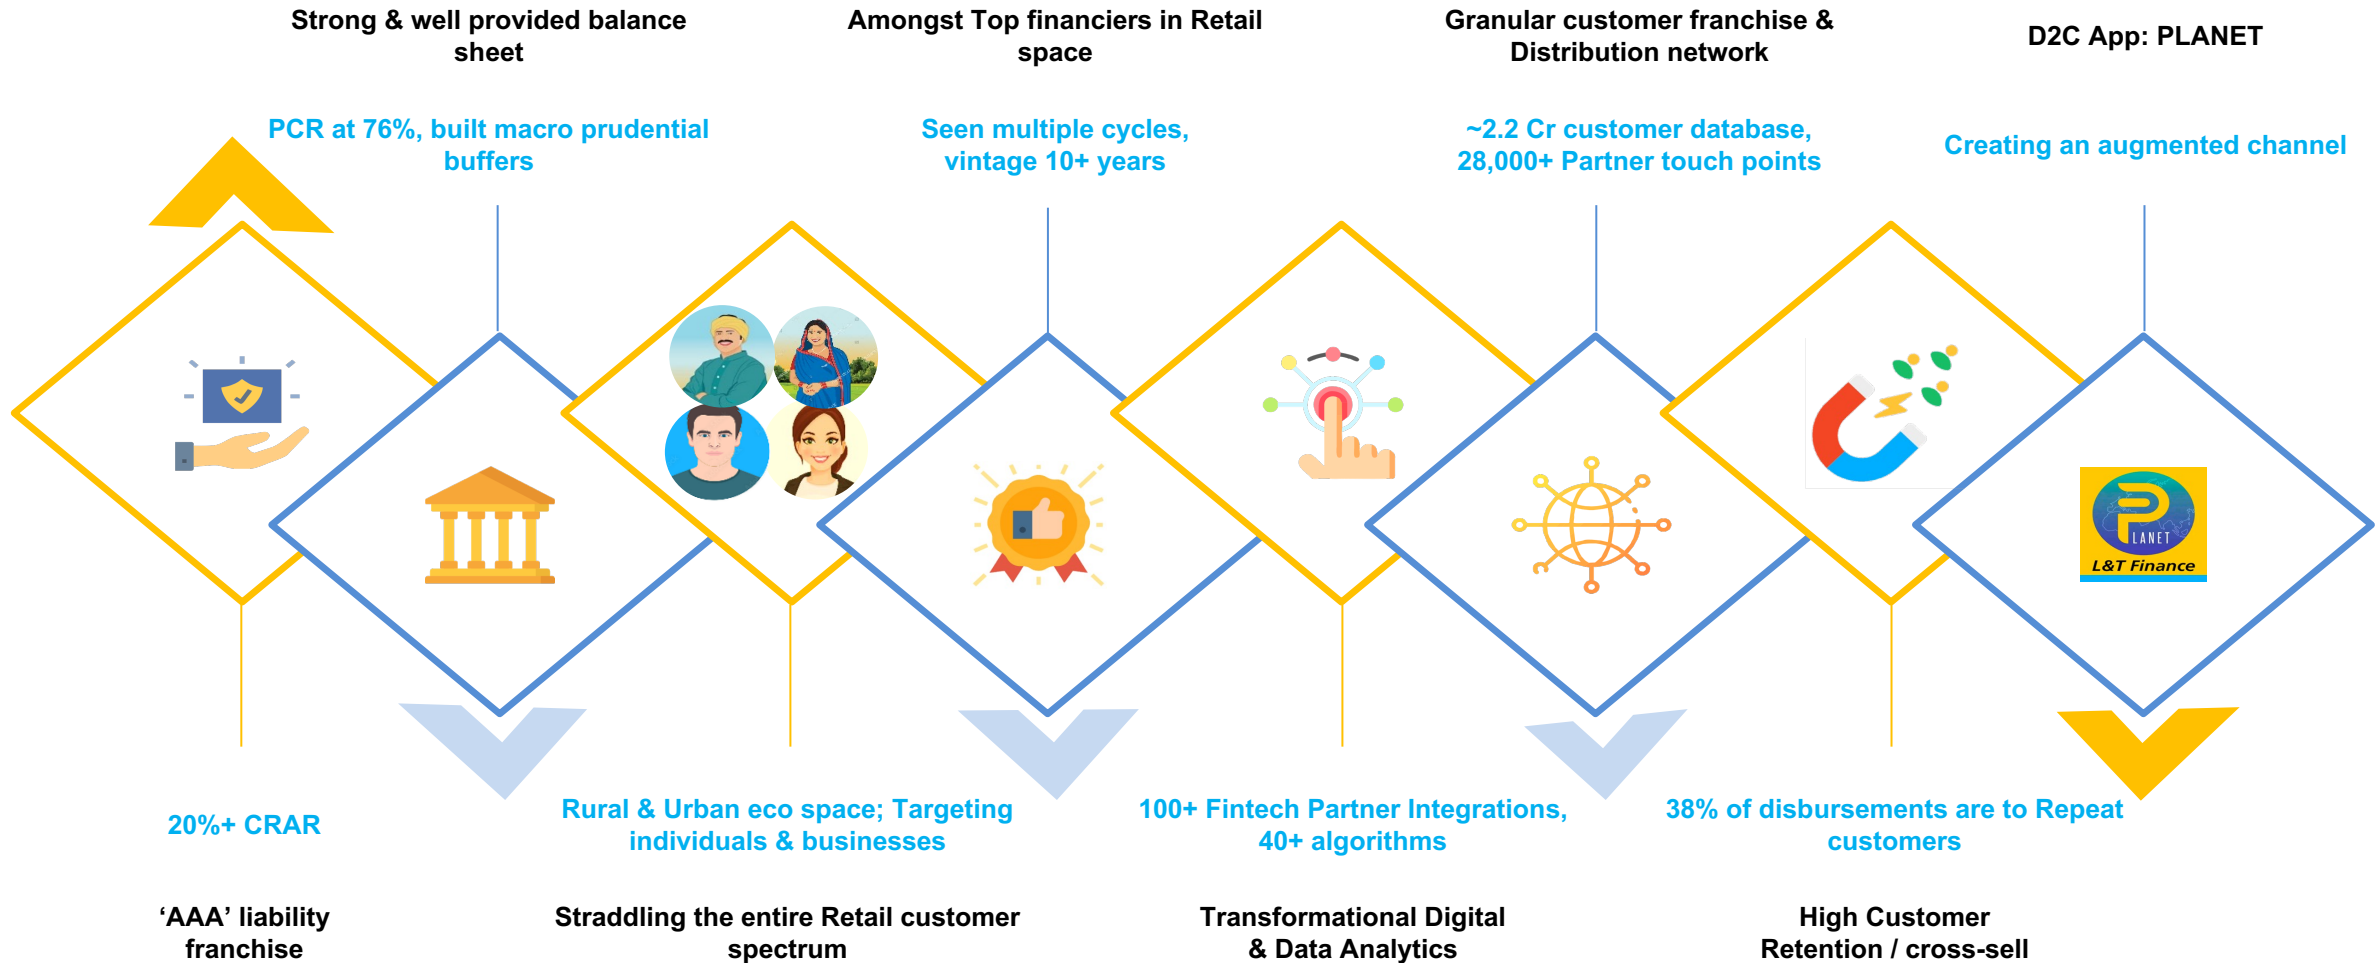 Strong & well provided balance
sheet
PCR at 76%, built macro prudential
buffers
Amongst Top financiers in Retail
space
Seen multiple cycles,
vintage 10+ years
Granular customer franchise &
Distribution network
~2.2 Cr customer database,
28,000+ Partner touch points
D2C App: PLANET
Creating an augmented channel
P
LANET
L&T Finance
20%+ CRAR
‘AAA’ liability
franchise
Rural & Urban eco space; Targeting
individuals & businesses
Straddling the entire Retail customer
spectrum
100+ Fintech Partner Integrations,
40+ algorithms
Transformational Digital
& Data Analytics
38% of disbursements are to Repeat
customers
High Customer
Retention / cross-sell